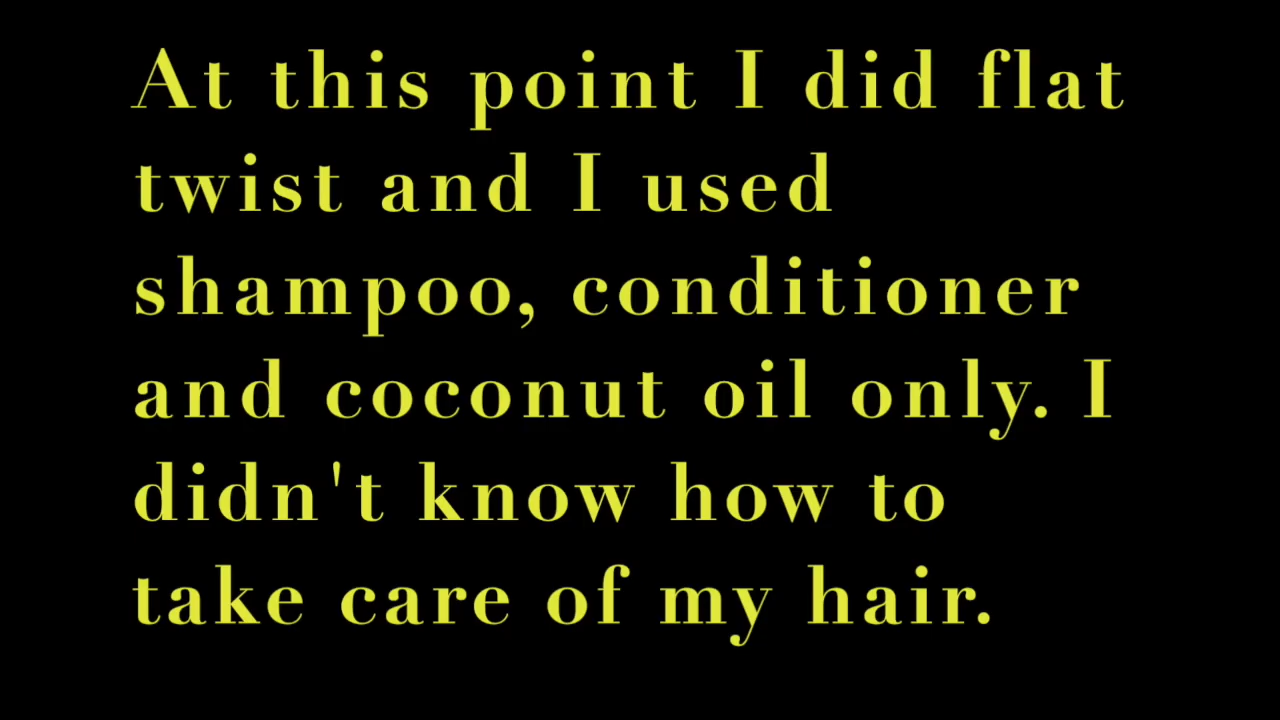 At this point I did flat
twist and I used
shampoo, conditioner
and coconut oil only. I
didn't know how to
take care of my hair.